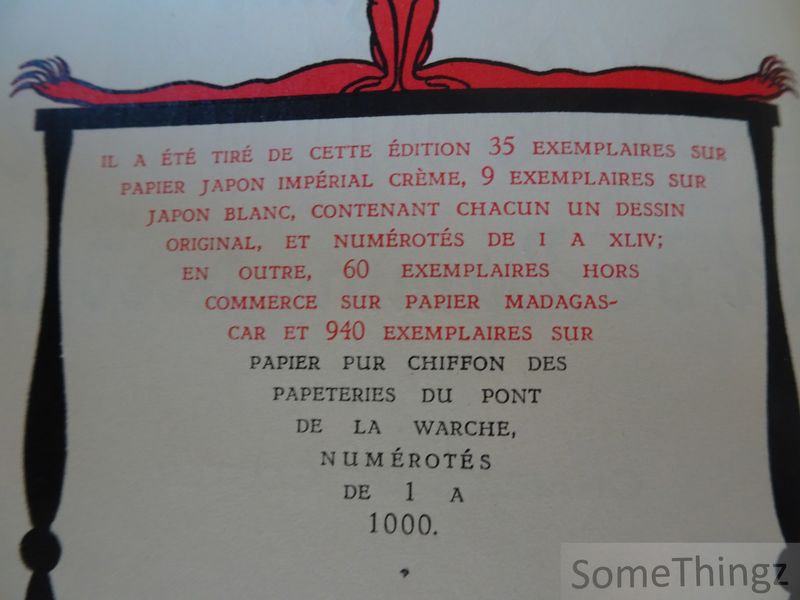 IL A ÉTÉ TIRÉ DE CETTE ÉDITION 35 EXEMPLAIRES SUR
PAPIER JAPON IMPÉRIAL CRÈME, 9 EXEMPLAIRES SUR
JAPON BLANC, CONTENANT CHACUN UN DESSIN
ORIGINAL, ET NUMÉROTÉS DE I A XLIV;
EN OUTRE, 60 EXEMPLAIRES HORS
COMMERCE SUR PAPIER MADAGAS-
CAR ET 940 EXEMPLAIRES SUR
PAPIER PUR CHIFFON DES
PAPETERIES DU PONT
DE LA WARCHE,
NUMÉROTÉS
DE 1 A
1000.
SomeThingz